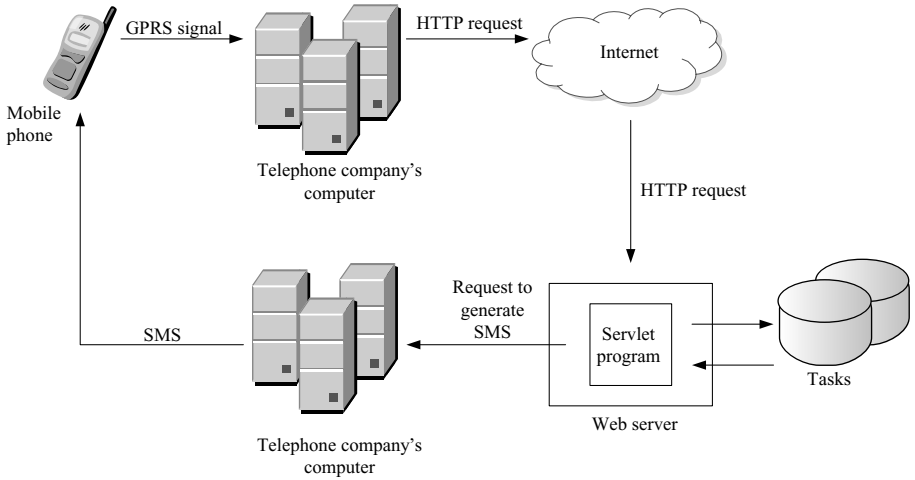 GPRS signal
HTTP request
Internet
Mobile
phone
Telephone company’s
computer
HTTP request
Request to
generate
SMS
Servlet
program
SMS
Tasks
Web server
Telephone company’s
computer